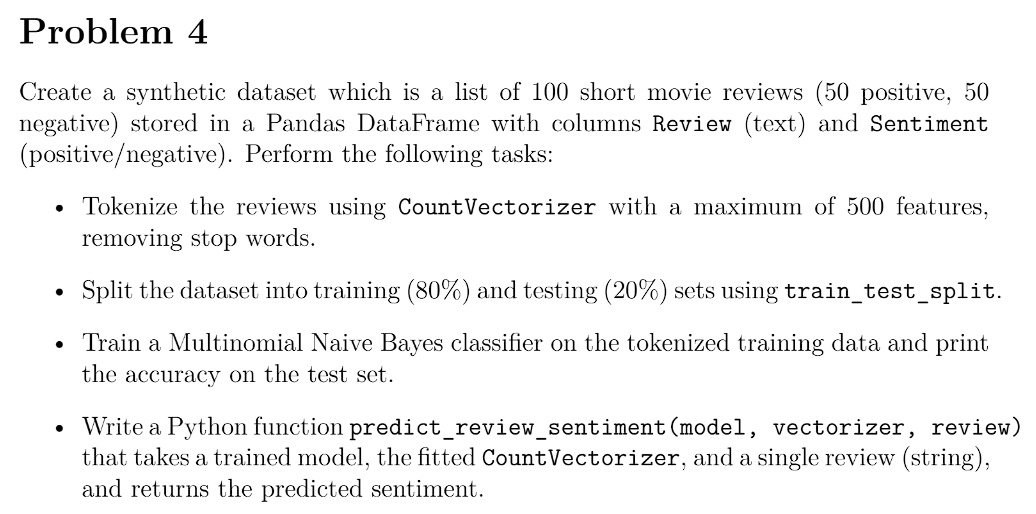 Problem 4
Create a synthetic dataset which is a list of 100 short movie reviews (50 positive, 50
negative) stored in a Pandas DataFrame with columns Review (text) and Sentiment
(positive/negative). Perform the following tasks:
• Tokenize the reviews using CountVectorizer with a maximum of 500 features,
removing stop words.
• Split the dataset into training (80%) and testing (20%) sets using train_test_split.
• Train a Multinomial Naive Bayes classifier on the tokenized training data and print
the accuracy on the test set.
• Write a Python function predict_review_sentiment(model, vectorizer, review)
that takes a trained model, the fitted CountVectorizer, and a single review (string),
and returns the predicted sentiment.